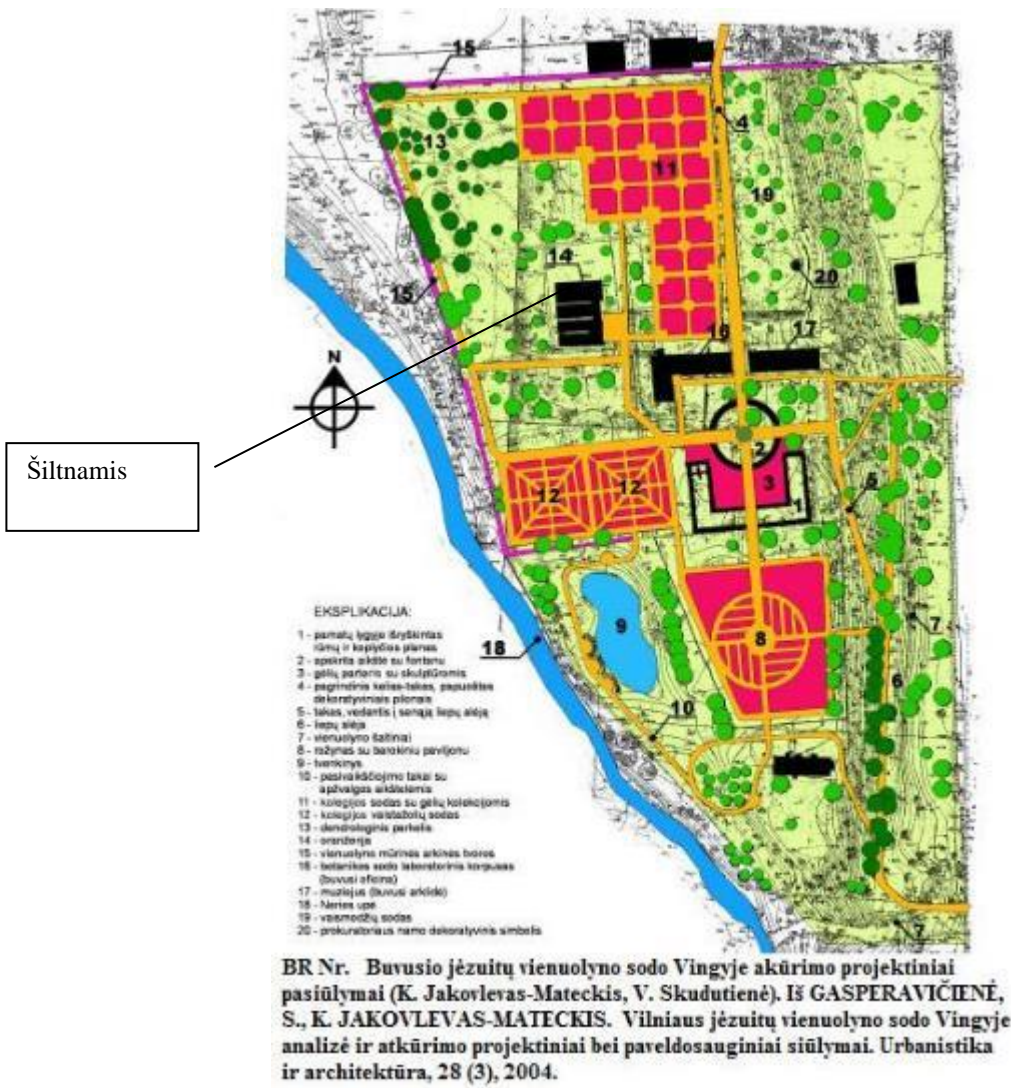 15
4
13
11
19
14
20
15
16
17
N
Šiltnamis
2
12
12
3
1
5
9
8
7
18
6
10
7
EKSPLIKACIJA:
1 - pamatų lygyje išryškintas
rūmų ir koplyčios planas
2 - apskrita aikštė su fontanu
3 - gėlių parteris su skulptūromis
4 - pagrindinis kelias-takas, papuoštas
dekoratyviniais pilonais
5 - takas, vedantis į senąją liepų alėją
6 - liepų alėja
7 - vienuolyno šaltiniai
8 - rožynas su barokiniu paviljonu
9 - tvenkinys
10 - pasivaikščiojimo takai su
apžvalgos aikštelėmis
11 - kolegijos sodas su gėlių kolekcijomis
12 - kolegijos vaistažolių sodas
13 - dendrologinis parkelis
14 - oranžerija
15 - vienuolyno mūrinės arkinės tvoros
16 - botanikos sodo laboratorinis korpusas
(buvusi oficina)
17 - muziejus (buvusi arklidė)
18 - Neries upė
19 - vaismedžių sodas
20 - prokuratoriaus namo dekoratyvinis simbolis
BR Nr. Buvusio jėzuitų vienuolyno sodo Vingyje akūrimo projektiniai
pasiūlymai (K. Jakovlevas-Mateckis, V. Skudutienė). Iš GASPERAVIČIENĖ,
S., K. JAKOVLEVAS-MATECKIS. Vilniaus jėzuitų vienuolyno sodo Vingyje
analizė ir atkūrimo projektiniai bei paveldosauginiai siūlymai. Urbanistika
ir architektūra, 28 (3), 2004.